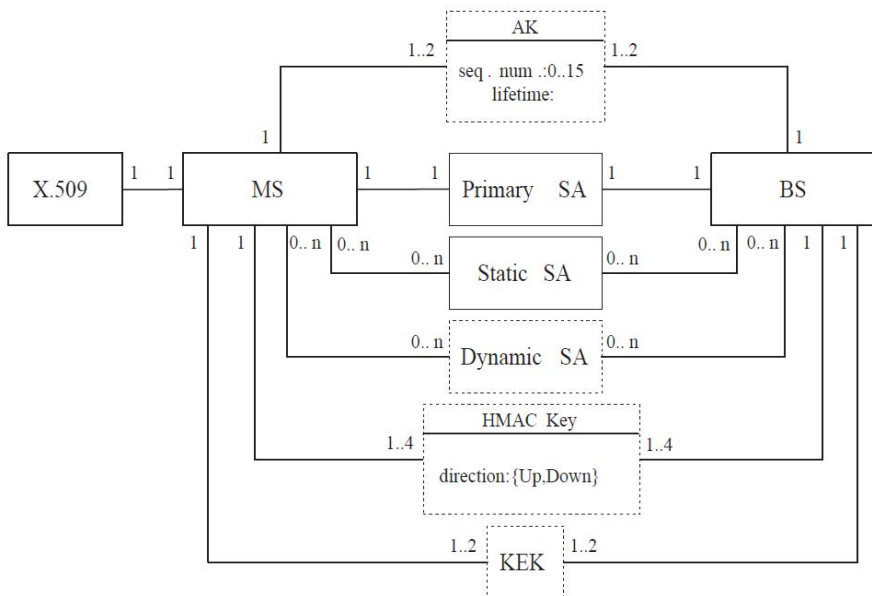 AK
1..2
1..2
seq . num .:0..15
lifetime:
1
1
X.509
1
1
MS
1
1
Primary SA
1
1
BS
1
1
0.. n
0.. n
0.. n
Static SA
0.. n
0.. n
0.. n
1
1
0.. n
Dynamic SA
0.. n
HMAC Key
1..4
1..4
direction:{Up,Down}
1..2
KEK
1..2